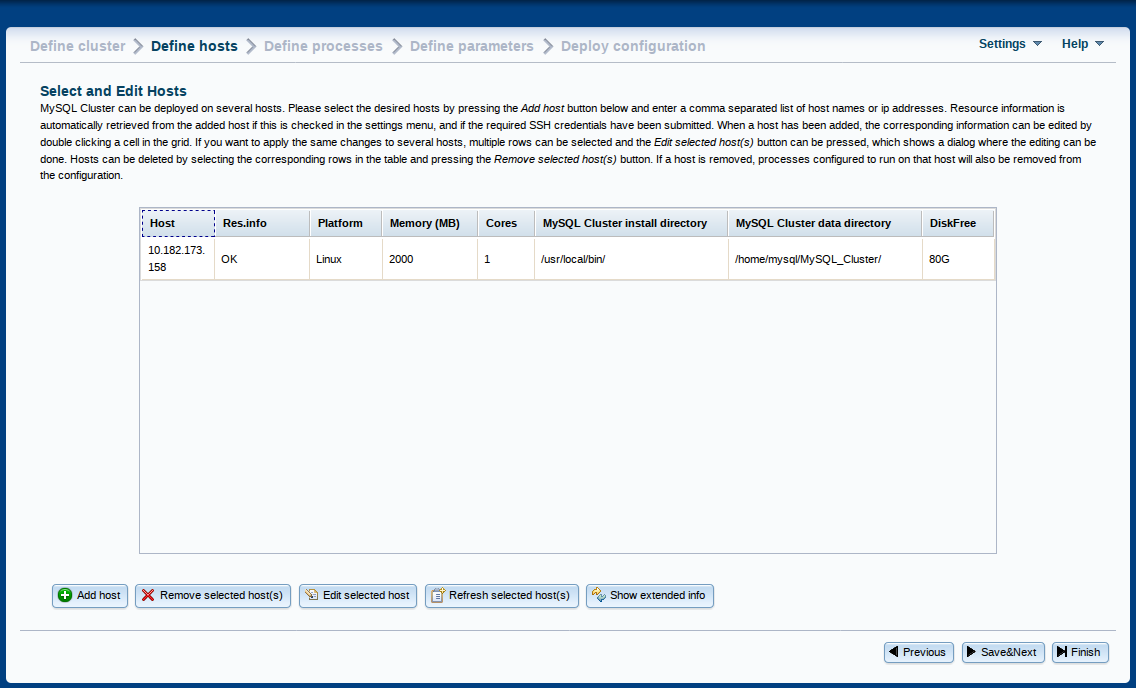 Define cluster Define hosts Define processes Define parameters Deploy configuration Settings Help
Select and Edit Hosts
MySQL Cluster can be deployed on several hosts. Please select the desired hosts by pressing the Add host button below and enter a comma separated list of host names or ip addresses. Resource information is
automatically retrieved from the added host if this is checked in the settings menu, and if the required SSH credentials have been submitted. When a host has been added, the corresponding information can be edited by
double clicking a cell in the grid. If you want to apply the same changes to several hosts, multiple rows can be selected and the Edit selected host(s) button can be pressed, which shows a dialog where the editing can be
done. Hosts can be deleted by selecting the corresponding rows in the table and pressing the Remove selected host(s) button. If a host is removed, processes configured to run on that host will also be removed from
the configuration.
Host Res.info Platform Memory (MB) Cores MySQL Cluster install directory MySQL Cluster data directory DiskFree
10.182.173.
158 OK Linux 2000 1 /usr/local/bin/ /home/mysql/MySQL_Cluster/ 80G
Add host Remove selected host(s) Edit selected host Refresh selected host(s) Show extended info
Previous Save&Next Finish